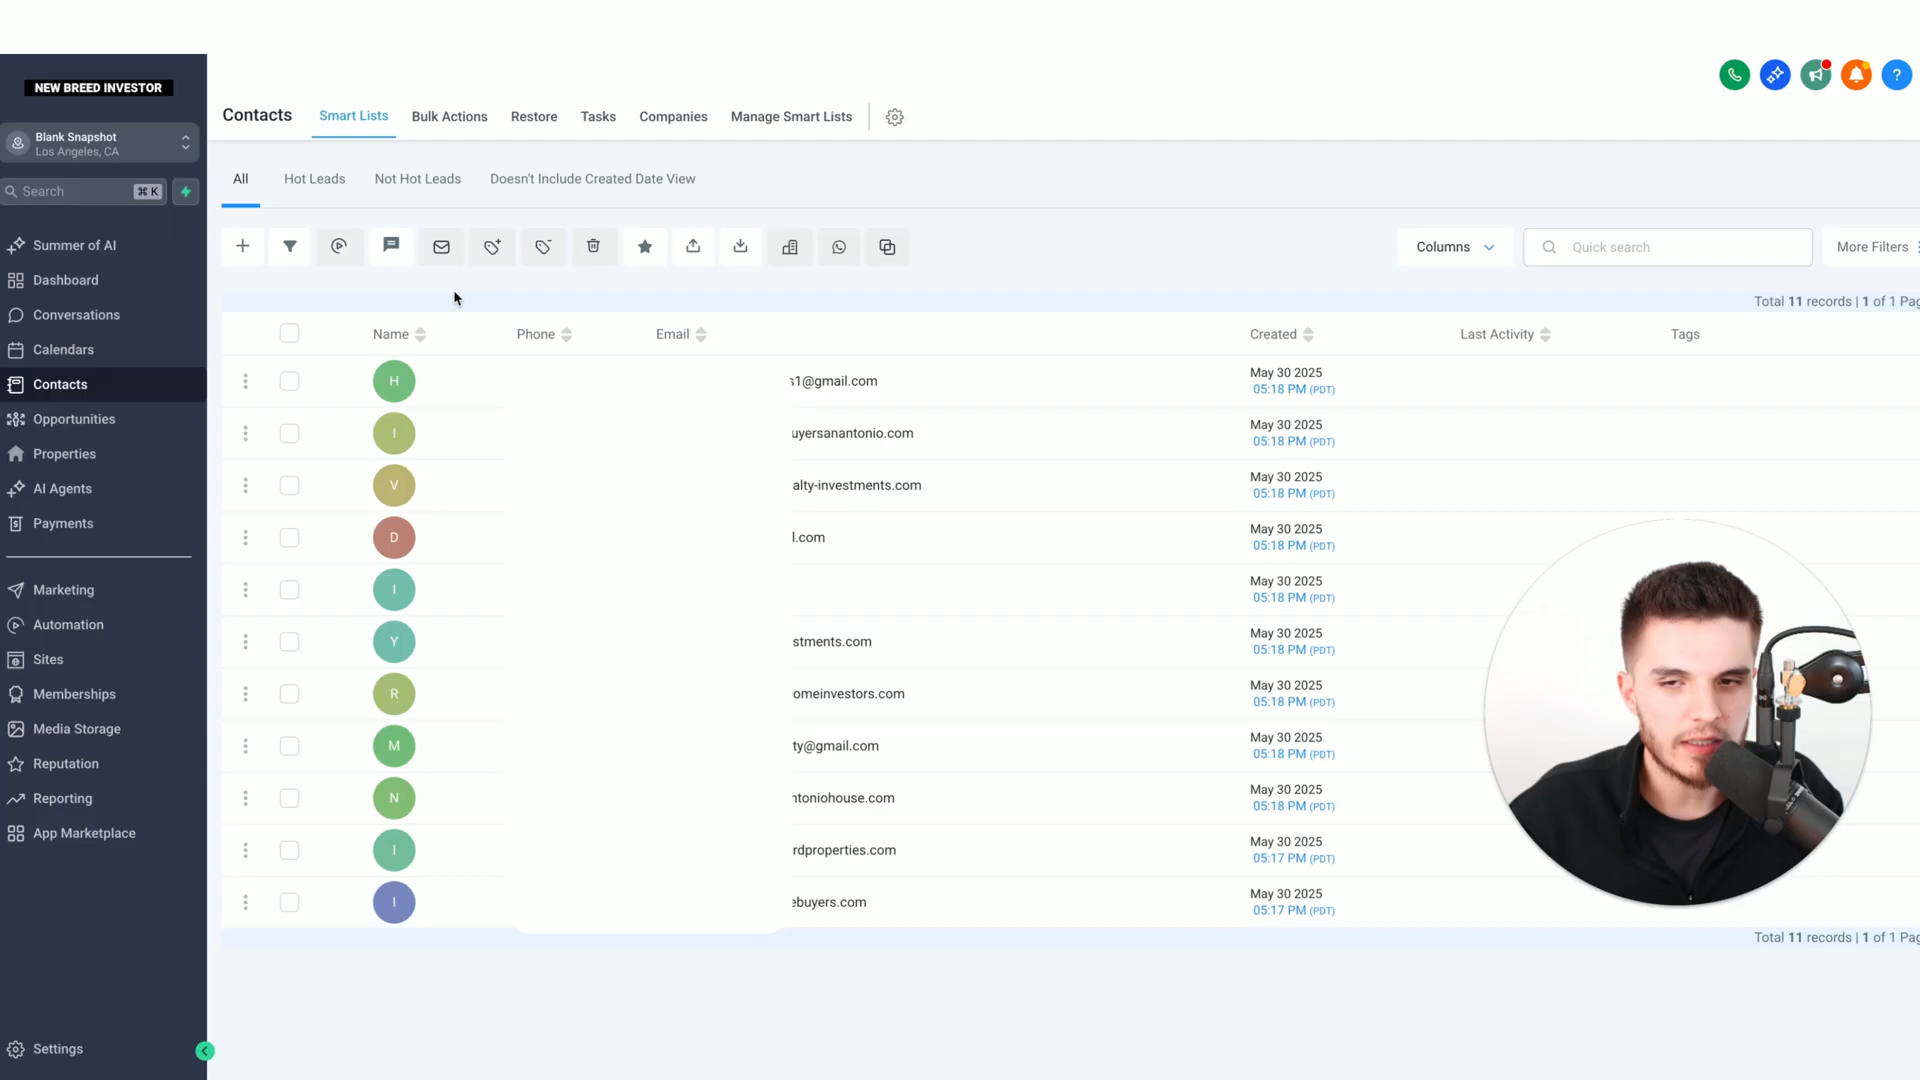 NEW BREED INVESTOR
Blank Snapshot
Los Angeles, CA
Search ⌘ K
Summer of AI
Dashboard
Conversations
Calendars
Contacts
Opportunities
Properties
AI Agents
Payments
Marketing
Automation
Sites
Memberships
Media Storage
Reputation
Reporting
App Marketplace
Settings
Contacts Smart Lists Bulk Actions Restore Tasks Companies Manage Smart Lists
?
All Hot Leads Not Hot Leads Doesn't Include Created Date View
Columns Quick search More Filters
Total 11 records | 1 of 1 Pag
Name Phone Email Created Last Activity Tags
H s1@gmail.com May 30 2025
05:18 PM (PDT)
I uyersanantonio.com May 30 2025
05:18 PM (PDT)
V alty-investments.com May 30 2025
05:18 PM (PDT)
D l.com May 30 2025
05:18 PM (PDT)
I May 30 2025
05:18 PM (PDT)
Y stments.com May 30 2025
05:18 PM (PDT)
R omeinvestors.com May 30 2025
05:18 PM (PDT)
M ty@gmail.com May 30 2025
05:18 PM (PDT)
N ntoniohouse.com May 30 2025
05:18 PM (PDT)
I rdproperties.com May 30 2025
05:17 PM (PDT)
I ebuyers.com May 30 2025
05:17 PM (PDT)
Total 11 records | 1 of 1 Pag